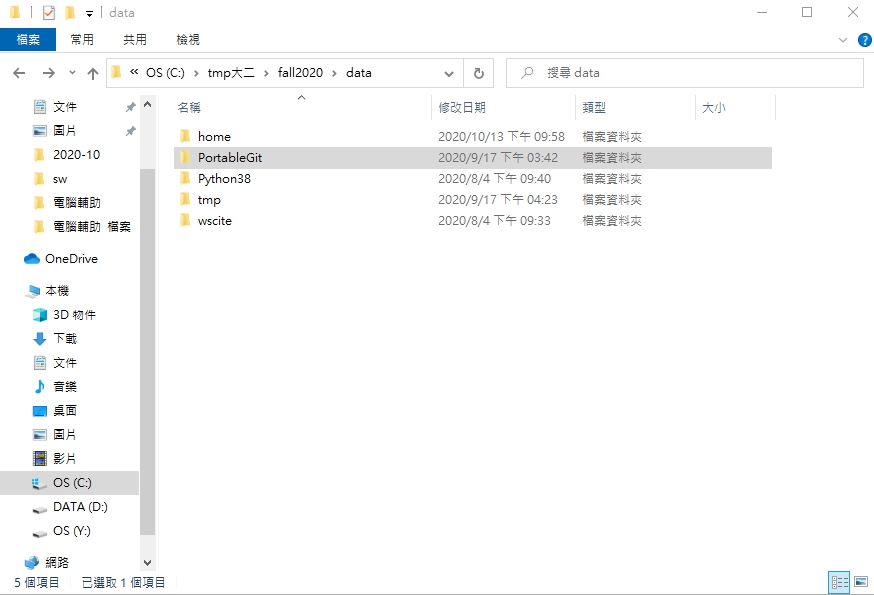 data
檔案 常用 共用 檢視
« OS (C:) › tmp大二 › fall2020 › data
搜尋 data
名稱 修改日期 類型 大小
home 2020/10/13 下午 09:58 檔案資料夾
PortableGit 2020/9/17 下午 03:42 檔案資料夾
Python38 2020/8/4 下午 09:40 檔案資料夾
tmp 2020/9/17 下午 04:23 檔案資料夾
wscite 2020/8/4 下午 09:33 檔案資料夾
文件
圖片
2020-10
sw
電腦輔助
電腦輔助 檔案
OneDrive
本機
3D 物件
下載
文件
音樂
桌面
圖片
影片
OS (C:)
DATA (D:)
OS (Y:)
網路
5 個項目 已選取 1 個項目